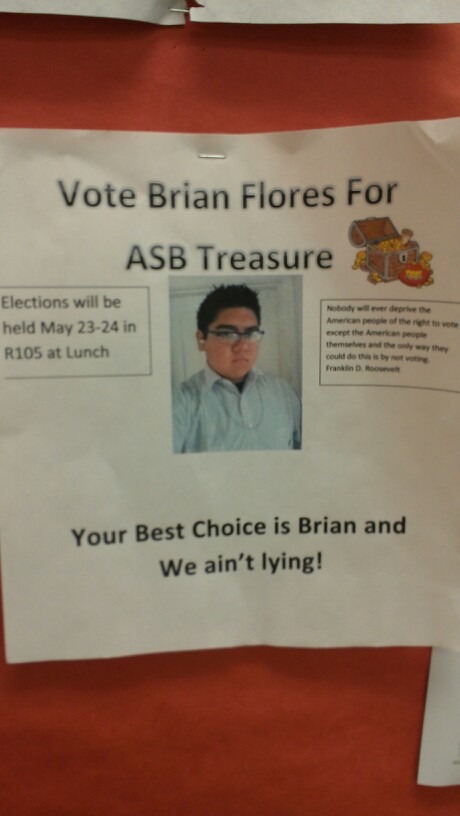 Vote Brian Flores For
ASB Treasure
Elections will be
held May 23-24 in
R105 at Lunch
Nobody will ever deprive the
American people of the right to vote
except the American people
themselves and the only way they
could do this is by not voting.
Franklin D. Roosevelt
Your Best Choice is Brian and
We ain't lying!